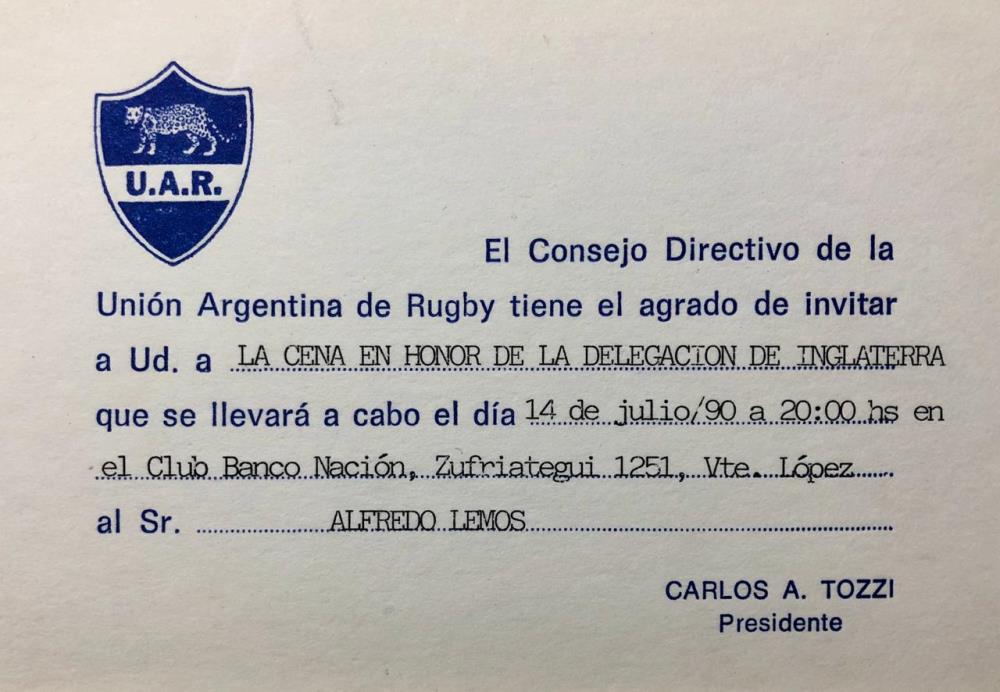 U.A.R.
El Consejo Directivo de la
Unión Argentina de Rugby tiene el agrado de invitar
a Ud. a LA CENA EN HONOR DE LA DELEGACION DE INGLATERRA
que se llevará a cabo el día 14 de julio/90 a 20:00 hs en
el Club Banco Nación, Zufriategui 1251, Vte. López
al Sr. ALFREDO LEMOS
CARLOS A. TOZZI
Presidente